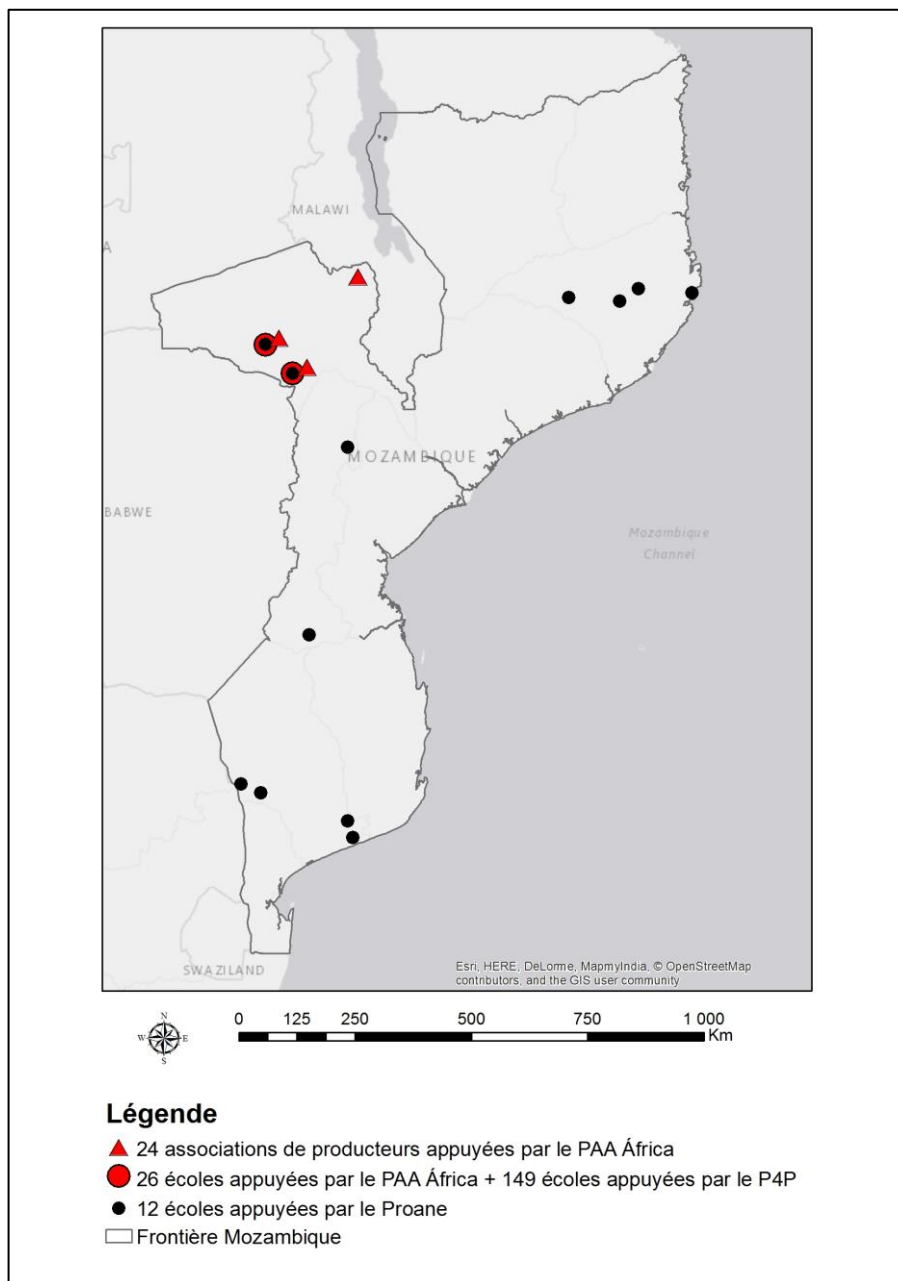 MALAWI
A
MOZAMBIQUE
BABWE
Mozambique
Channel
SWAZILAND
Esri, HERE, DeLorme, MapmyIndia, © OpenStreetMap
contributors, and the GIS user community
N
W E
S
0 125 250 500 750 1 000
Km
Légende
24 associations de producteurs appuyées par le PAA África
26 écoles appuyées par le PAA África + 149 écoles appuyées par le P4P
12 écoles appuyées par le Proane
Frontière Mozambique